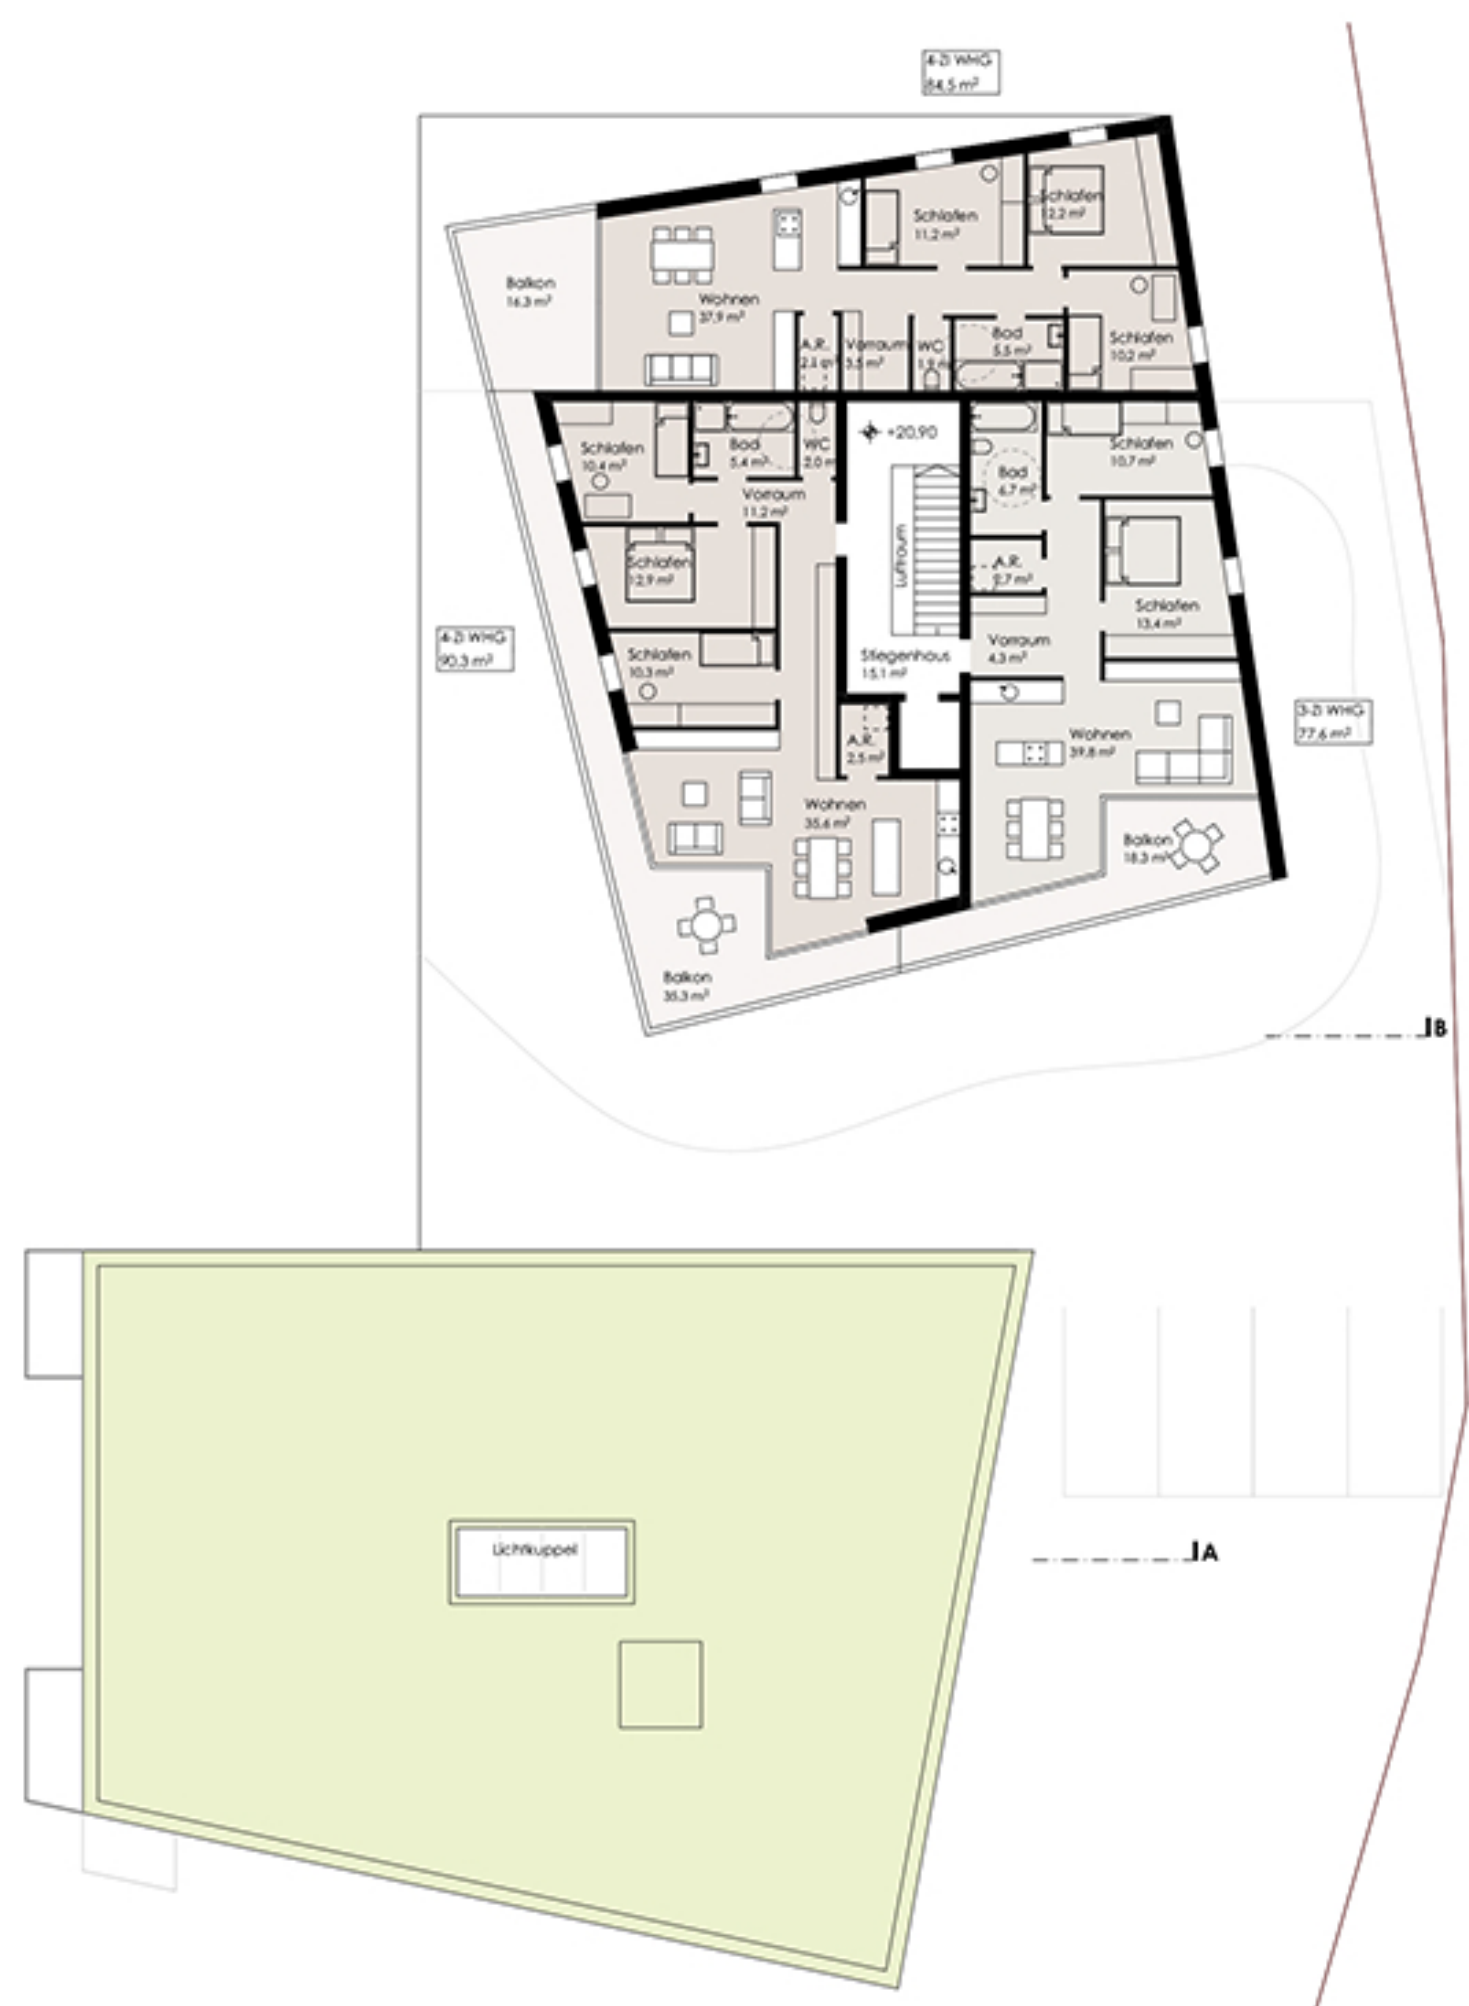 4-ZI WHG
84,5 m²
Schlafen
12,2 m²
Schlafen
11,2 m²
Balkon
16,3 m²
Wohnen
37,9 m²
A.R.
2,1 m²
Vorraum
3,5 m²
WC
1,9 m
Bad
5,5 m²
Schlafen
10,2 m²
Schlafen
10,4 m²
Bad
5,4 m²
WC
2,0 m
+20,90
Schlafen
10,7 m²
Bad
6,7 m²
Vorraum
11,2 m²
Luftraum
Schlafen
12,9 m²
A.R.
2,7 m²
Schlafen
13,4 m²
4-ZI WHG
90,3 m²
Schlafen
10,3 m²
Stiegenhaus
15,1 m²
Vorraum
4,3 m²
3-ZI WHG
77,6 m²
A.R.
2,5 m²
Wohnen
39,8 m²
Wohnen
35,6 m²
Balkon
18,3 m²
Balkon
35,3 m²
B
Lichtkuppel
A